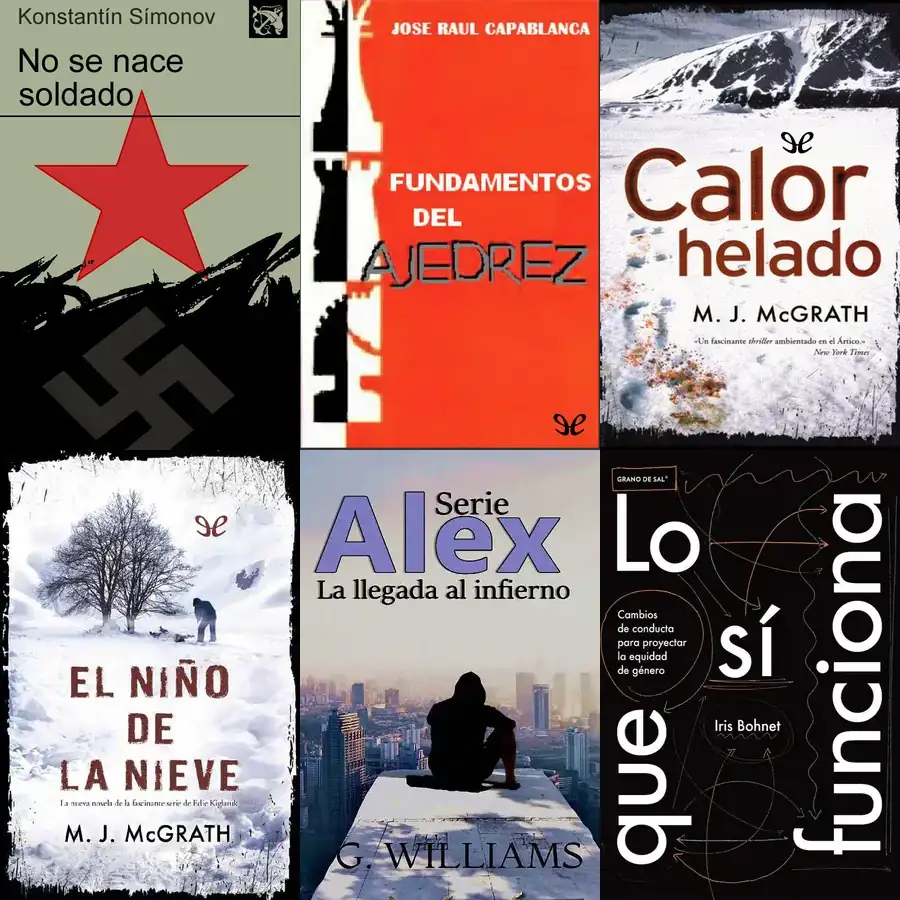 Konstantín Símonov
No se nace
soldado
JOSE RAUL CAPABLANCA
FUNDAMENTOS
DEL
AJEDREZ
Calor
helado
M. J. McGRATH
«Un fascinante thriller ambientado en el Ártico.»
New York Times
EL NIÑO
DE
LA NIEVE
La nueva novela de la fascinante serie de Edie Kiglatuk
M. J. McGRATH
Serie
Alex
La llegada al infierno
G. WILLIAMS
GRANO DE SAL
Lo
que
sí
funciona
Cambios
de conducta
para proyectar
la equidad
de género
Iris Bohnet